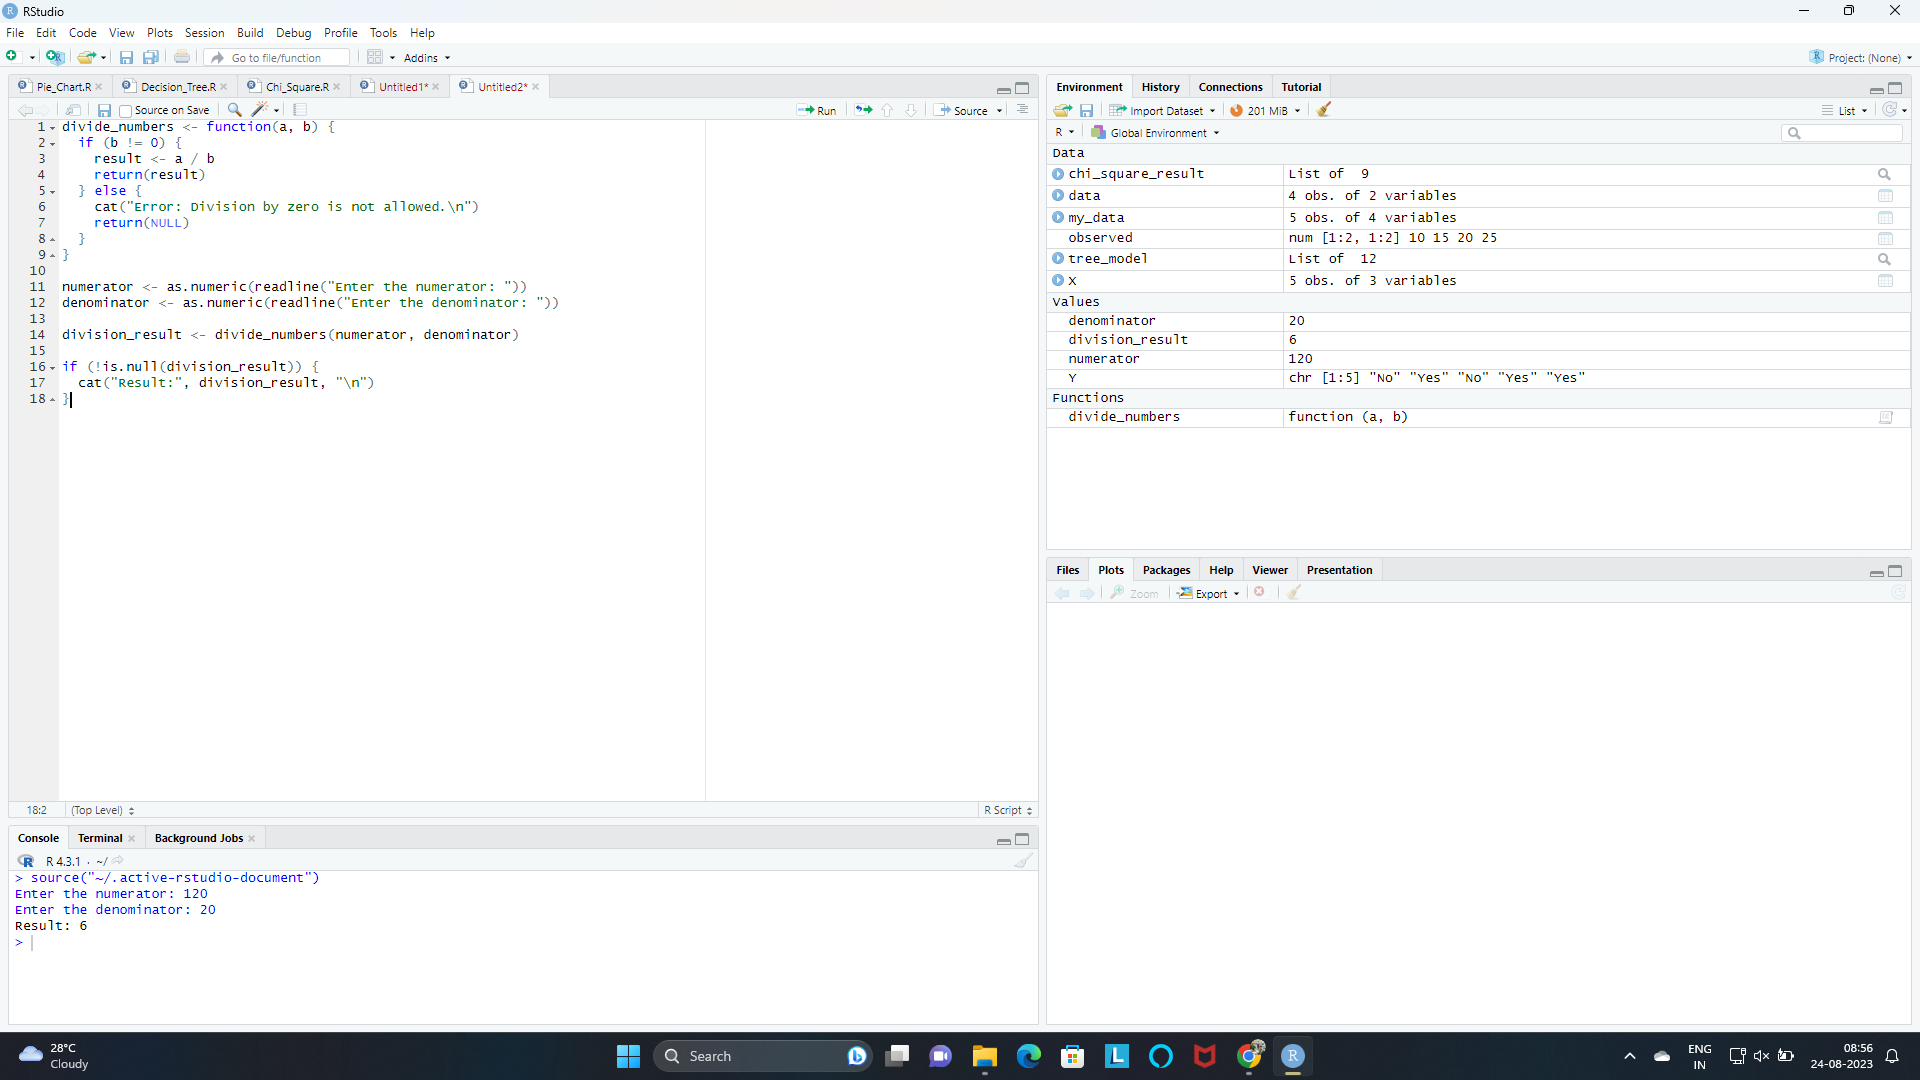 RStudio
File Edit Code View Plots Session Build Debug Profile Tools Help
Go to file/function Addins Project: (None)
Pie_Chart.R Decision_Tree.R Chi_Square.R Untitled1* Untitled2*
Source on Save Run Source
1 divide_numbers <- function(a, b) {
2   if (b != 0) {
3     result <- a / b
4     return(result)
5   } else {
6     cat("Error: Division by zero is not allowed.\n")
7     return(NULL)
8   }
9 }
10
11 numerator <- as.numeric(readline("Enter the numerator: "))
12 denominator <- as.numeric(readline("Enter the denominator: "))
13
14 division_result <- divide_numbers(numerator, denominator)
15
16 if (!is.null(division_result)) {
17   cat("Result:", division_result, "\n")
18 }
18:2 (Top Level) R Script
Console Terminal Background Jobs
R 4.3.1 · ~/
> source("~/.active-rstudio-document")
Enter the numerator: 120
Enter the denominator: 20
Result: 6
>
Environment History Connections Tutorial
Import Dataset 201 MiB List
R Global Environment
Data
chi_square_result List of 9
data 4 obs. of 2 variables
my_data 5 obs. of 4 variables
observed num [1:2, 1:2] 10 15 20 25
tree_model List of 12
X 5 obs. of 3 variables
Values
denominator 20
division_result 6
numerator 120
Y chr [1:5] "No" "Yes" "No" "Yes" "Yes"
Functions
divide_numbers function (a, b)
Files Plots Packages Help Viewer Presentation
Zoom Export
28°C
Cloudy
Search
L
R
ENG
IN
08:56
24-08-2023